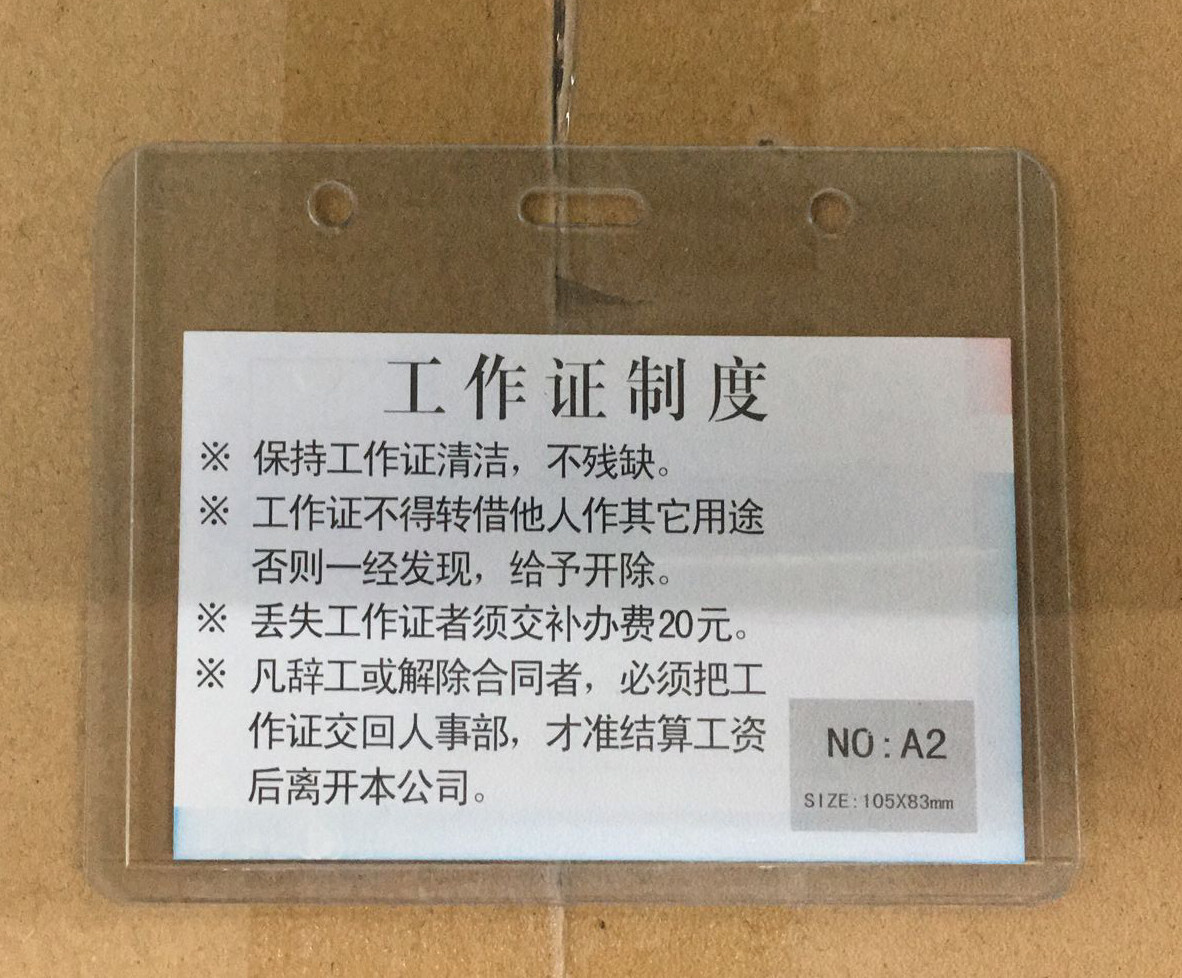 工作证制度
※ 保持工作证清洁，不残缺。
※ 工作证不得转借他人作其它用途
否则一经发现，给予开除。
※ 丢失工作证者须交补办费20元。
※ 凡辞工或解除合同者，必须把工
作证交回人事部，才准结算工资
后离开本公司。
NO:A2
SIZE:105X83mm